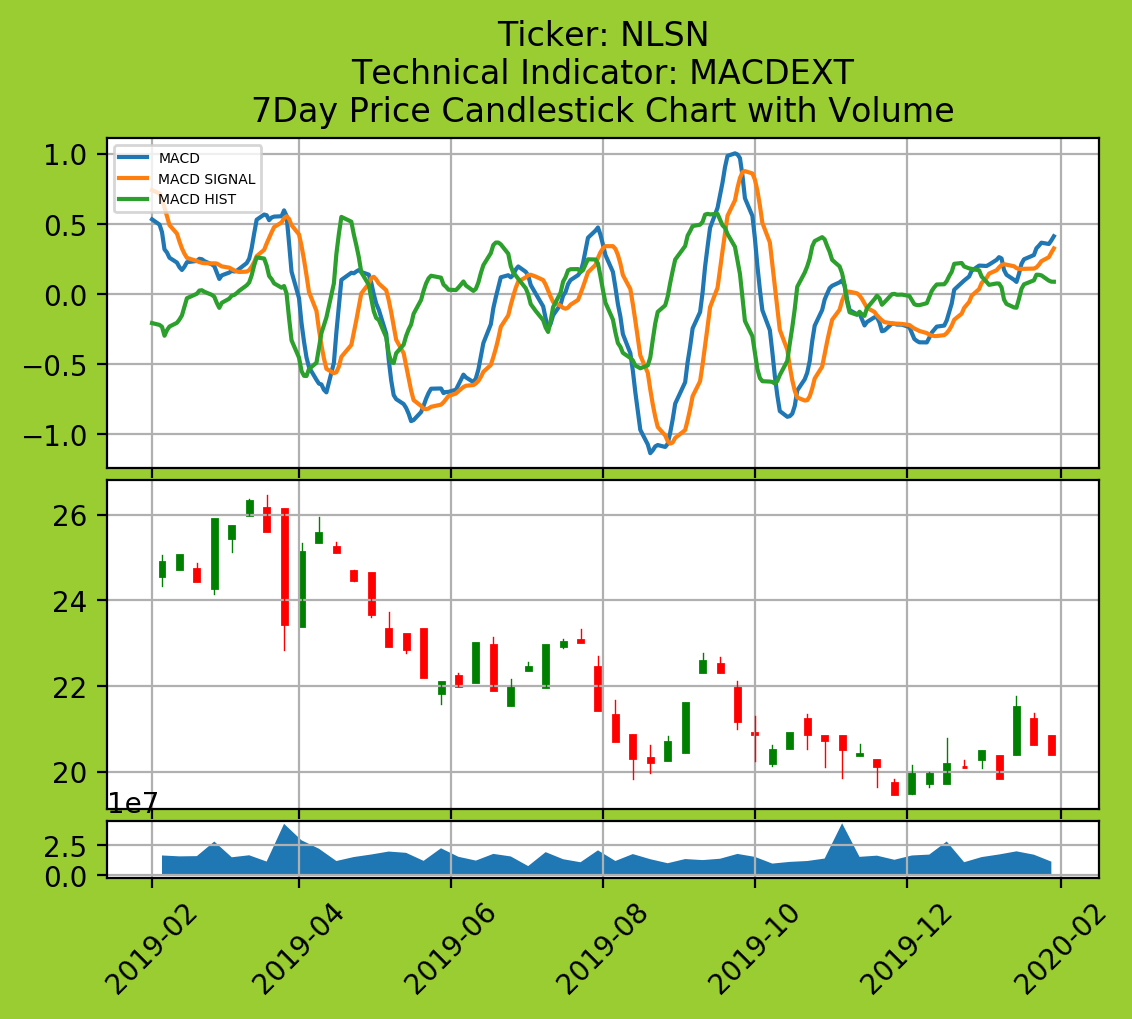 Ticker: NLSN
Technical Indicator: MACDEXT
7Day Price Candlestick Chart with Volume
MACD
MACD SIGNAL
MACD HIST
1.0
0.5
0.0
−0.5
−1.0
26
24
22
20
1e7
2.5
0.0
2019-02
2019-04
2019-06
2019-08
2019-10
2019-12
2020-02